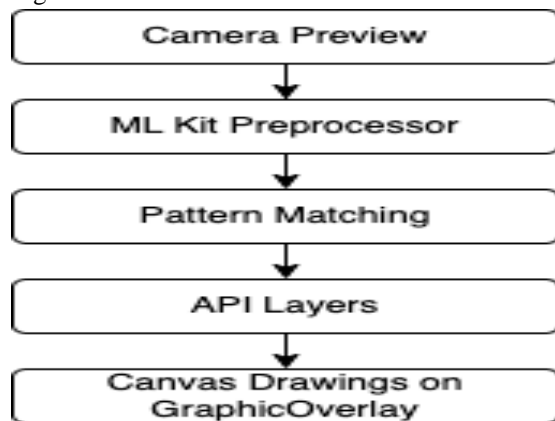 Camera Preview
ML Kit Preprocessor
Pattern Matching
API Layers
Canvas Drawings on
GraphicOverlay